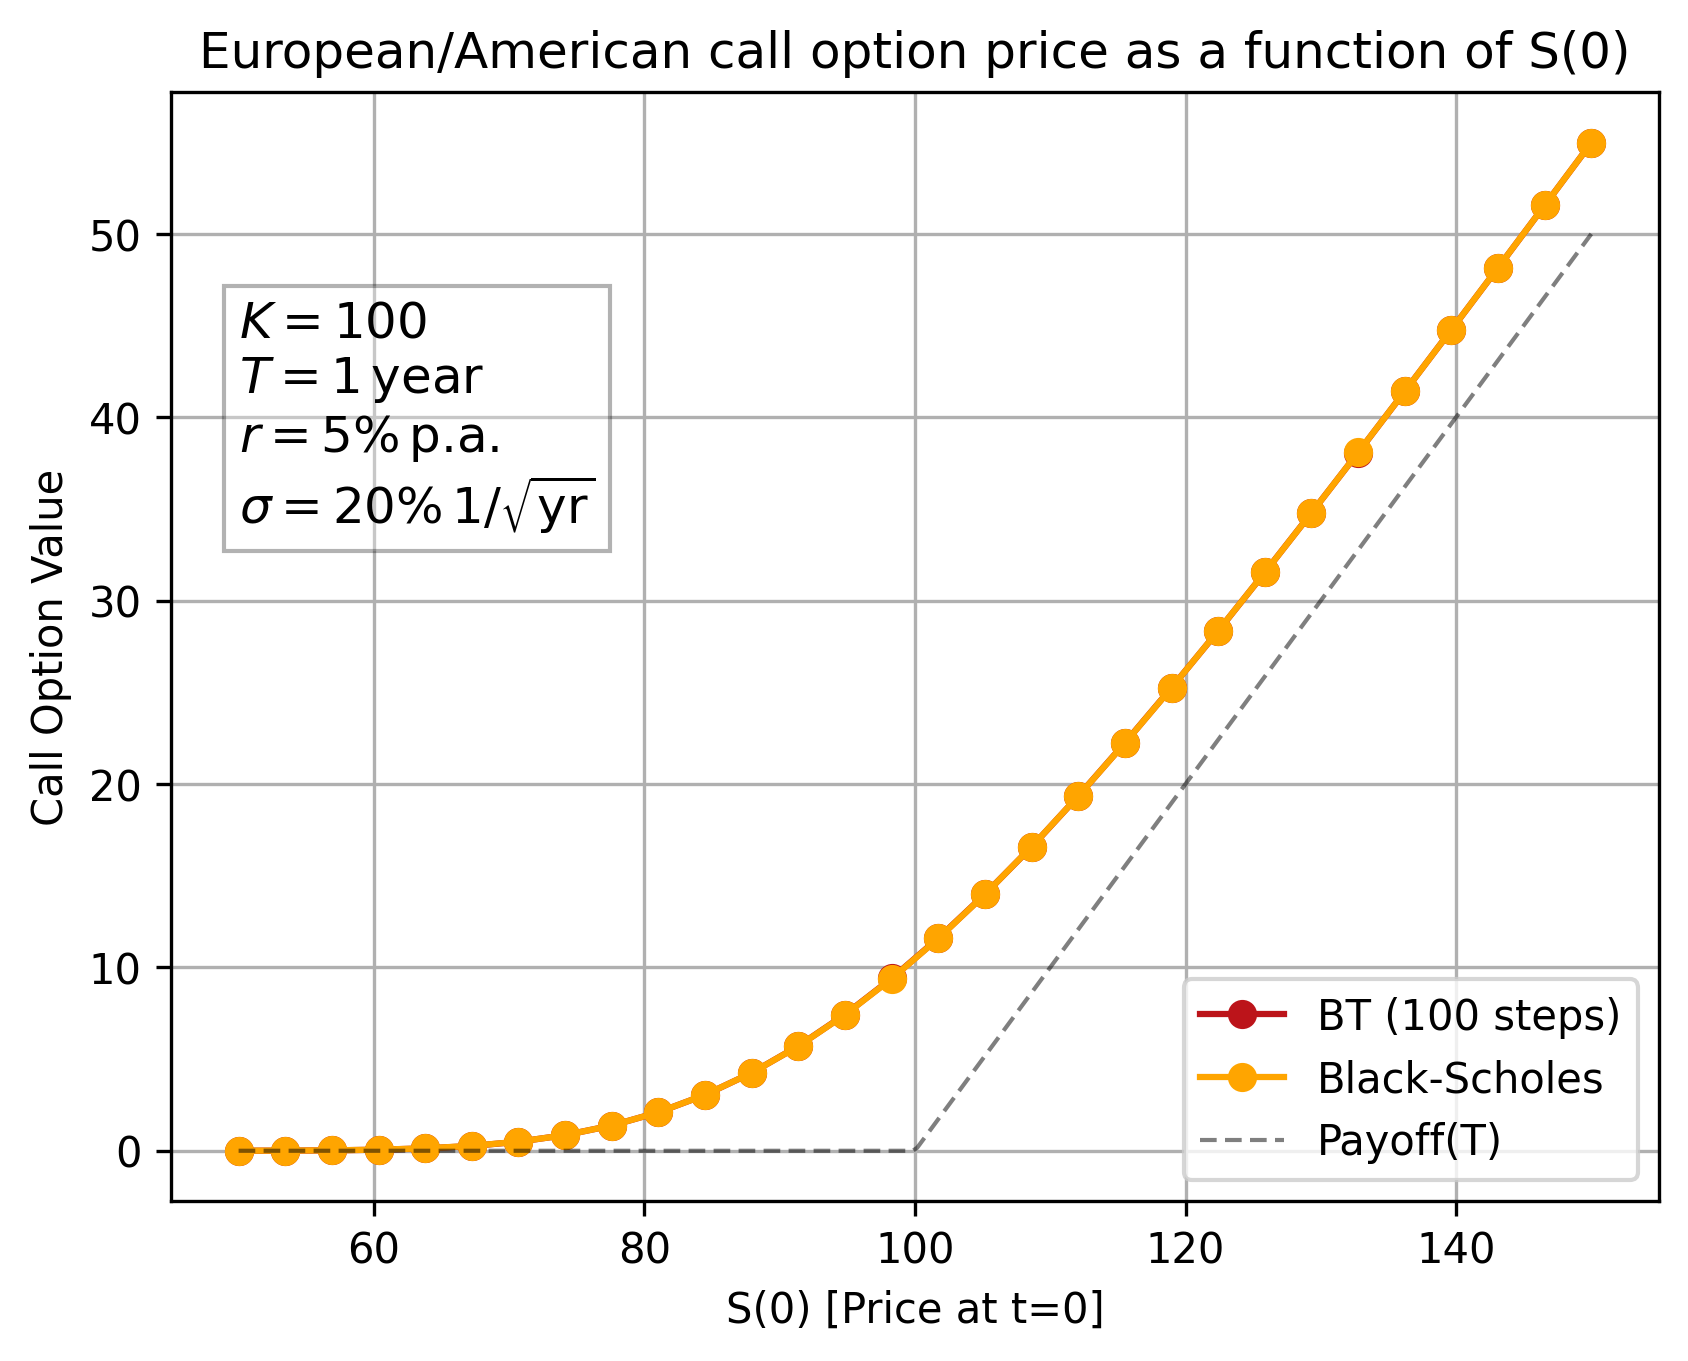 European/American call option price as a function of S(0)
50
40
30
20
10
0
Call Option Value
K = 100
T = 1 year
r = 5% p.a.
σ = 20% 1/√yr
BT (100 steps)
Black-Scholes
Payoff(T)
60 80 100 120 140
S(0) [Price at t=0]